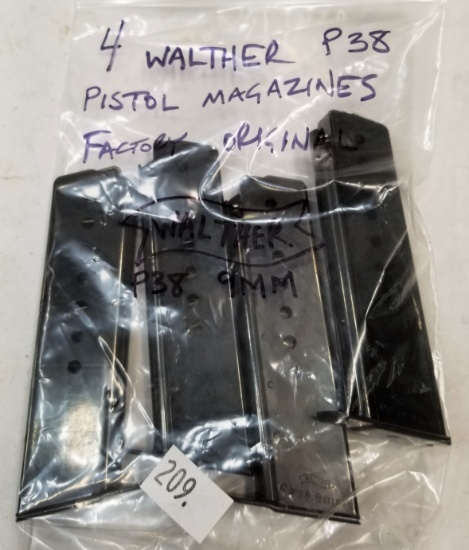 4 WALTHER P38
PISTOL MAGAZINES
FACTORY ORIGINAL
WALTHER
P38 9MM
209.